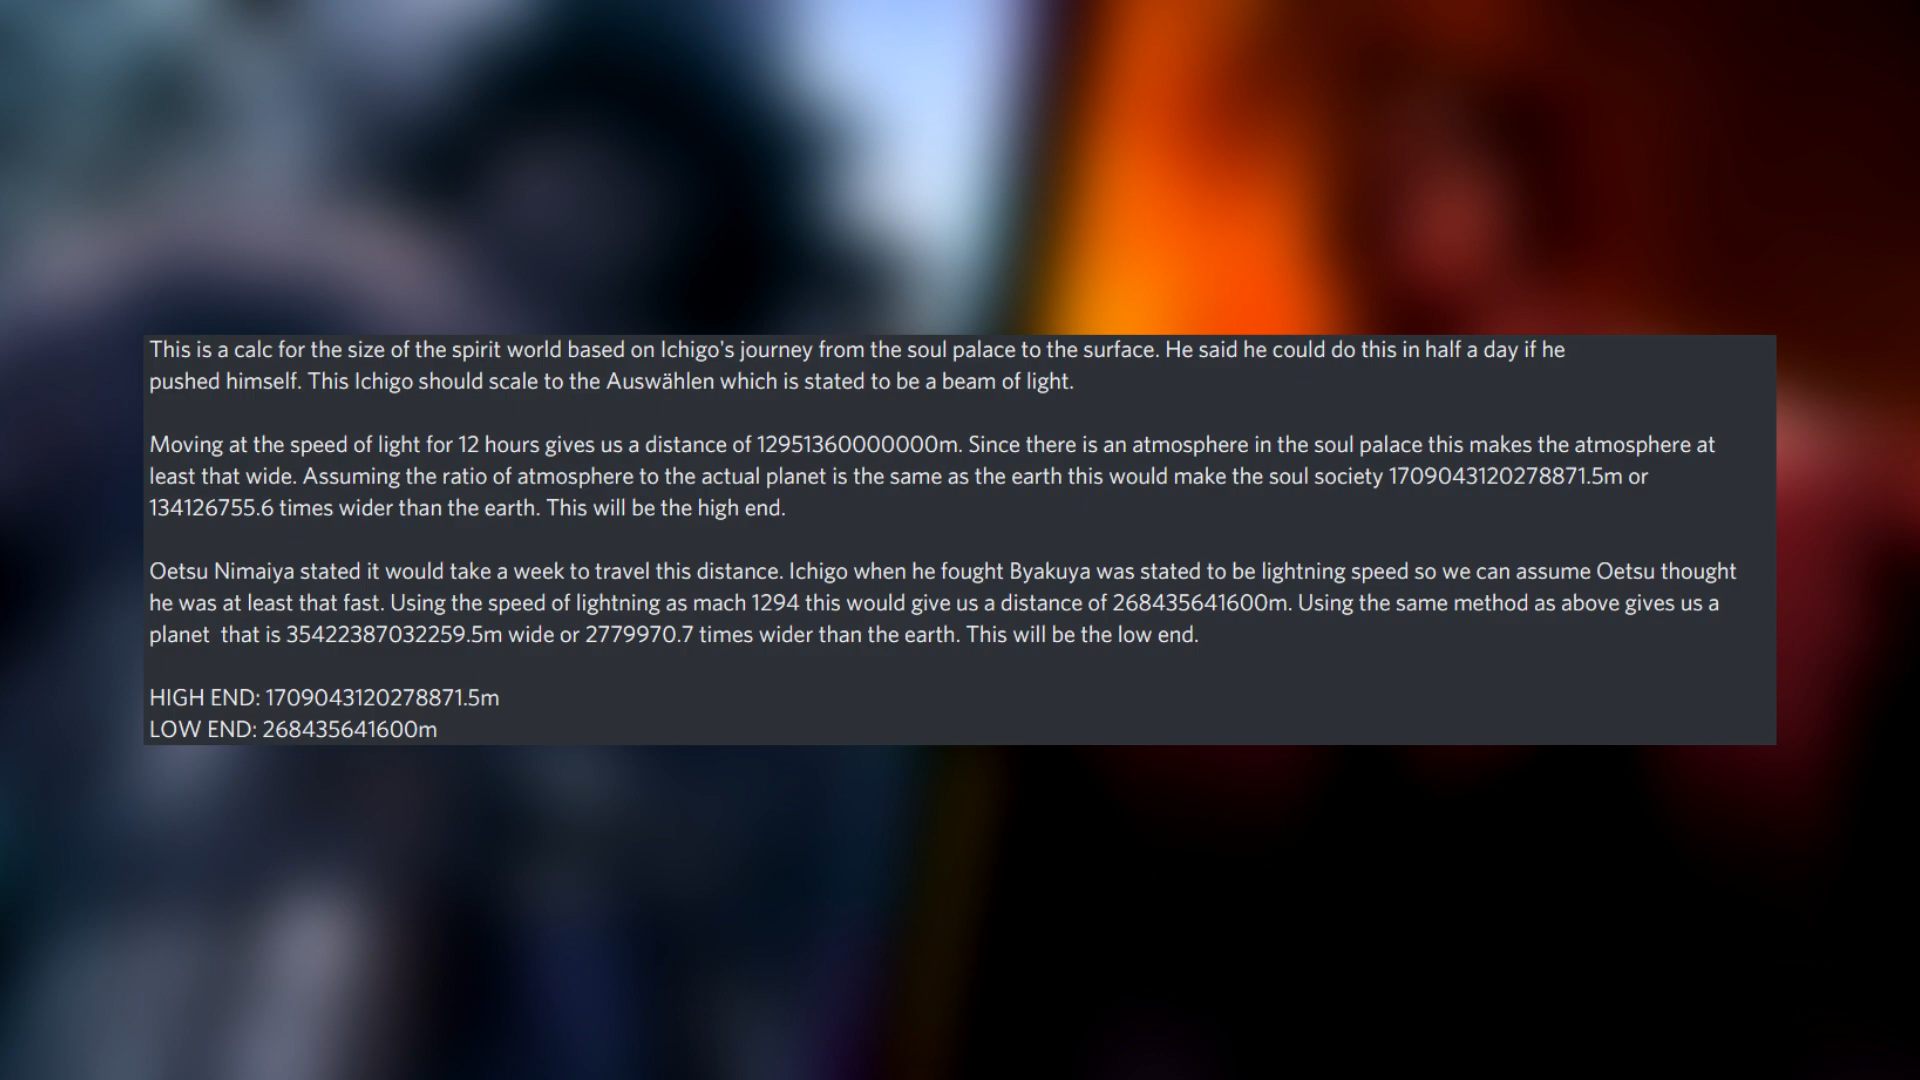 This is a calc for the size of the spirit world based on Ichigo's journey from the soul palace to the surface. He said he could do this in half a day if he
pushed himself. This Ichigo should scale to the Auswählen which is stated to be a beam of light.
Moving at the speed of light for 12 hours gives us a distance of 12951360000000m. Since there is an atmosphere in the soul palace this makes the atmosphere at
least that wide. Assuming the ratio of atmosphere to the actual planet is the same as the earth this would make the soul society 1709043120278871.5m or
134126755.6 times wider than the earth. This will be the high end.
Oetsu Nimaiya stated it would take a week to travel this distance. Ichigo when he fought Byakuya was stated to be lightning speed so we can assume Oetsu thought
he was at least that fast. Using the speed of lightning as mach 1294 this would give us a distance of 268435641600m. Using the same method as above gives us a
planet  that is 35422387032259.5m wide or 2779970.7 times wider than the earth. This will be the low end.
HIGH END: 1709043120278871.5m
LOW END: 268435641600m